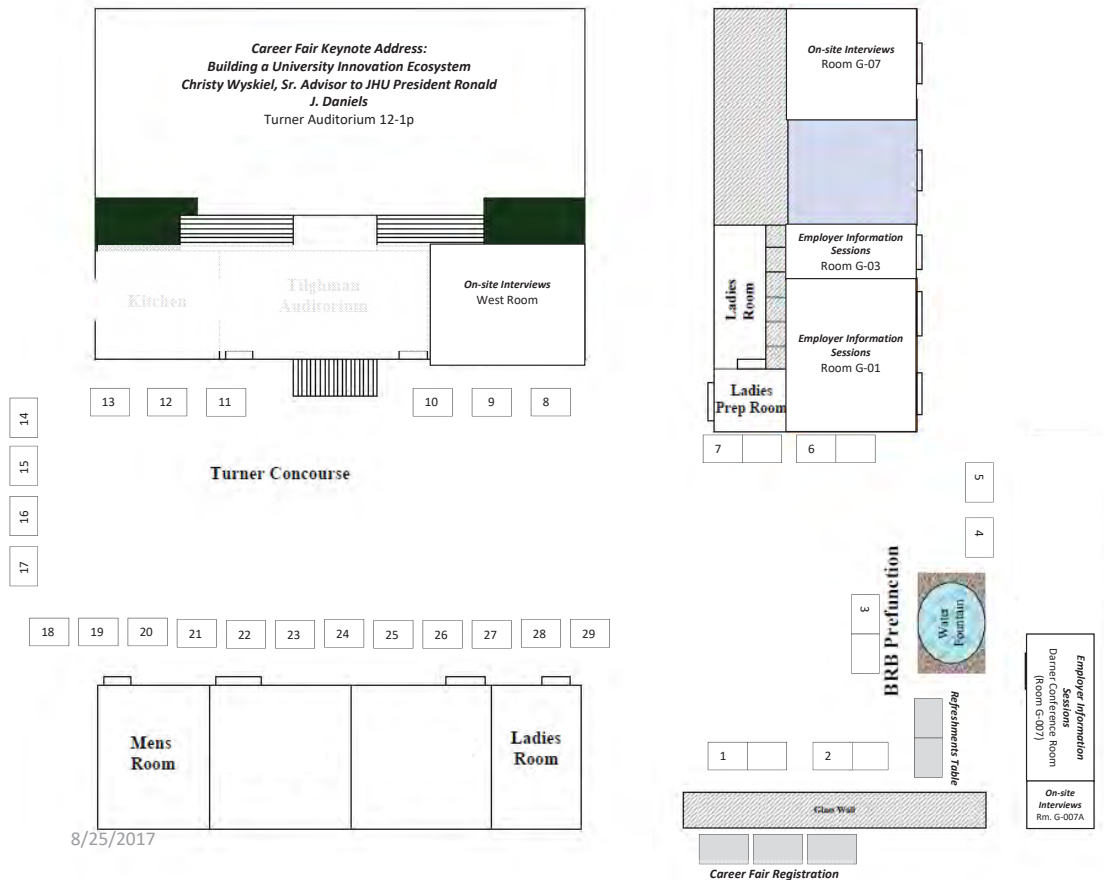 Career Fair Keynote Address:
Building a University Innovation Ecosystem
Christy Wyskiel, Sr. Advisor to JHU President Ronald
J. Daniels
Turner Auditorium 12-1p
On-site Interviews
Room G-07
Employer Information
Sessions
Room G-03
Kitchen
Tilghman
Auditorium
On-site Interviews
West Room
Ladies
Room
Employer Information
Sessions
Room G-01
Ladies
Prep Room
13
12
11
10
9
8
7
6
14
15
16
17
Turner Concourse
5
4
3
BRB Prefunction
Water
Fountain
18
19
20
21
22
23
24
25
26
27
28
29
Mens
Room
Ladies
Room
1
2
Refreshments Table
Employer Information
Sessions
Darner Conference Room
(Room G-007)
On-site
Interviews
Rm. G-007A
Glass Wall
8/25/2017
Career Fair Registration